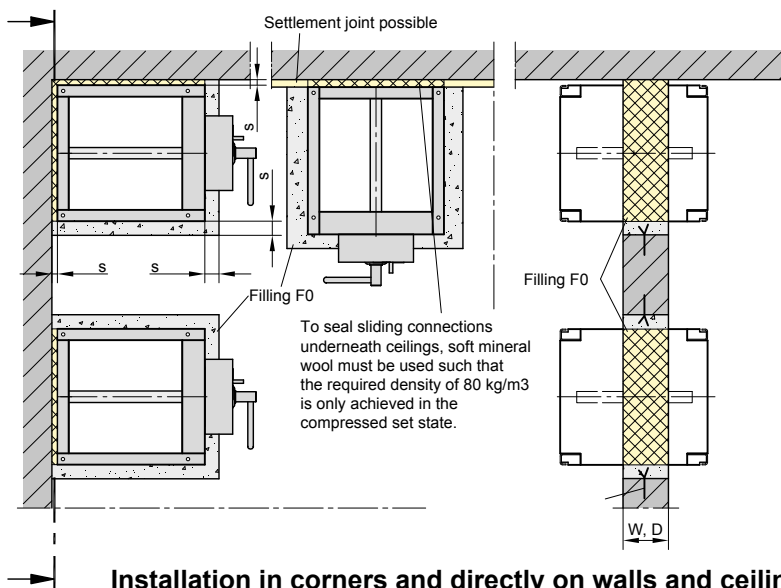 Settlement joint possible
s
s
s
s
Filling F0
To seal sliding connections
underneath ceilings, soft mineral
wool must be used such that
the required density of 80 kg/m3
is only achieved in the
compressed set state.
Filling F0
W, D
Installation in corners and directly on walls and